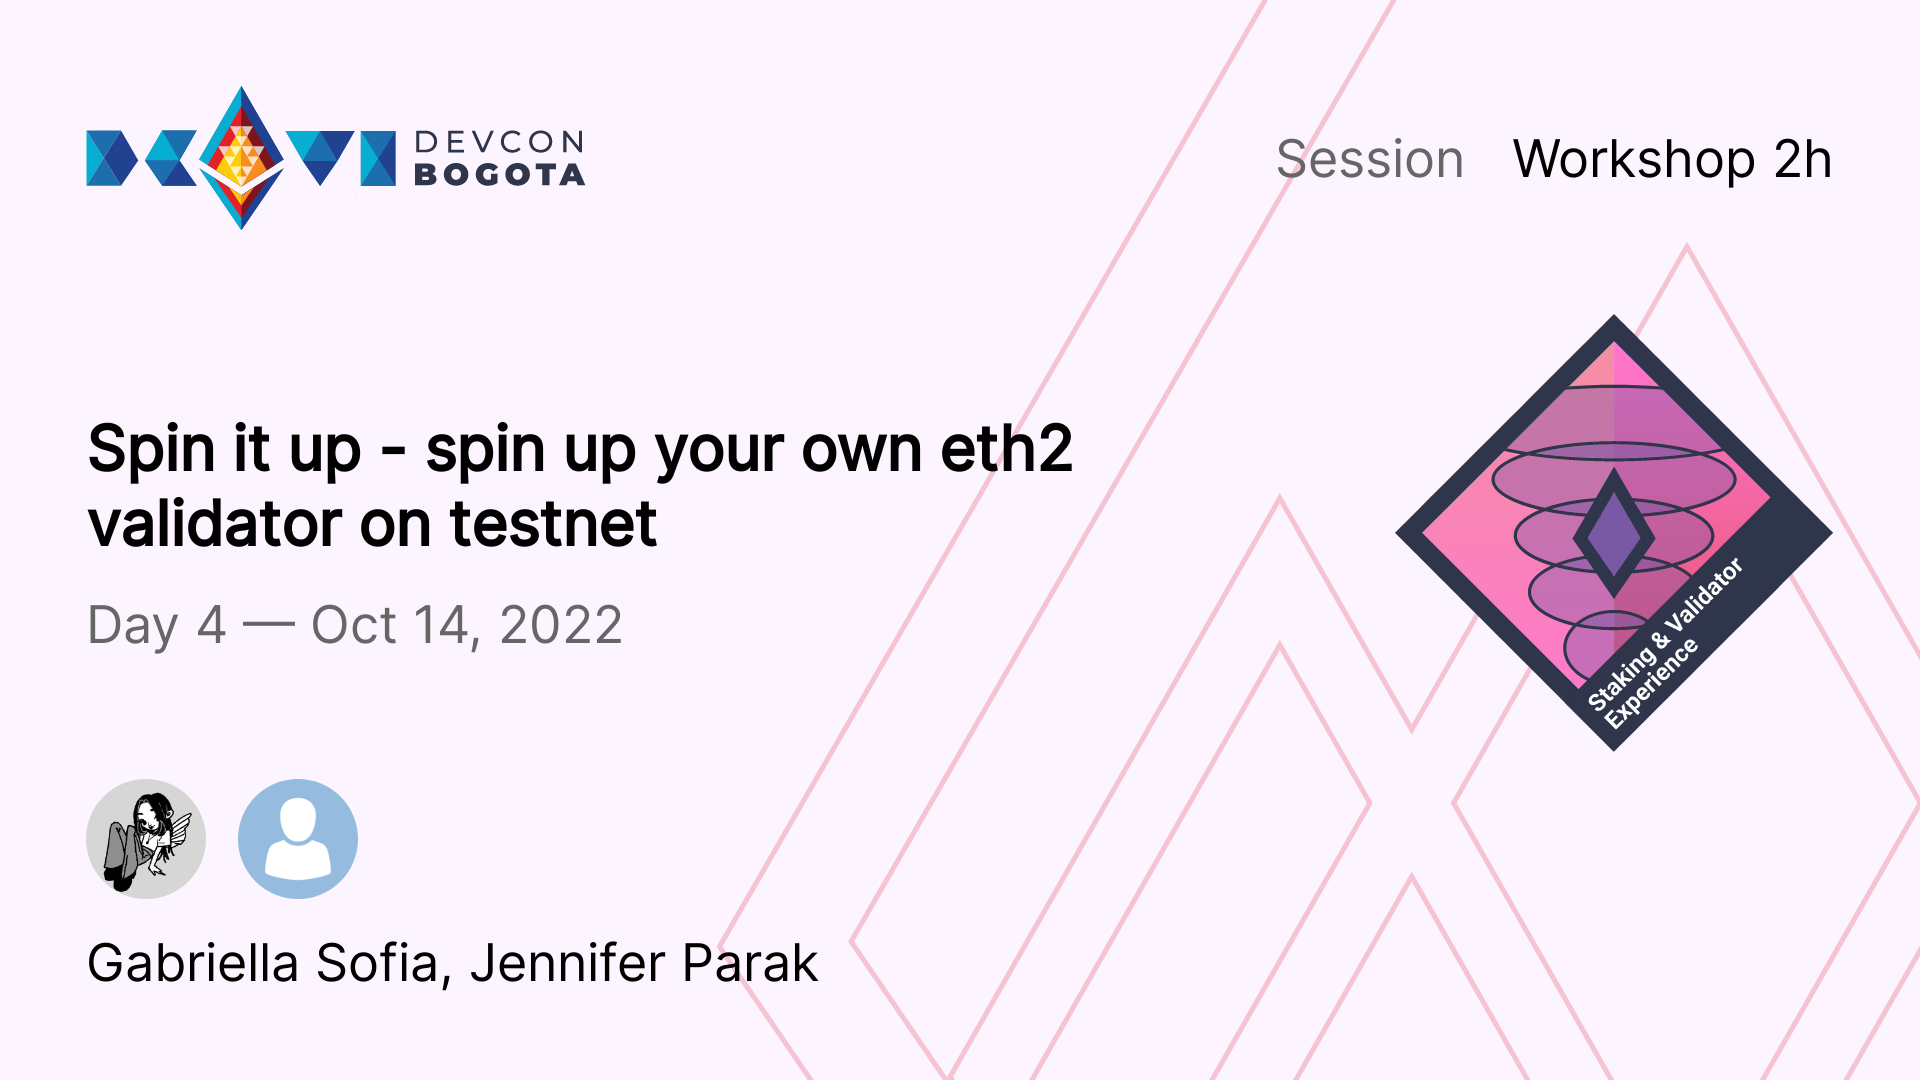 DEVCON
BOGOTA
Session Workshop 2h
Spin it up - spin up your own eth2
validator on testnet
Day 4 — Oct 14, 2022
Staking & Validator
Experience
Gabriella Sofia, Jennifer Parak